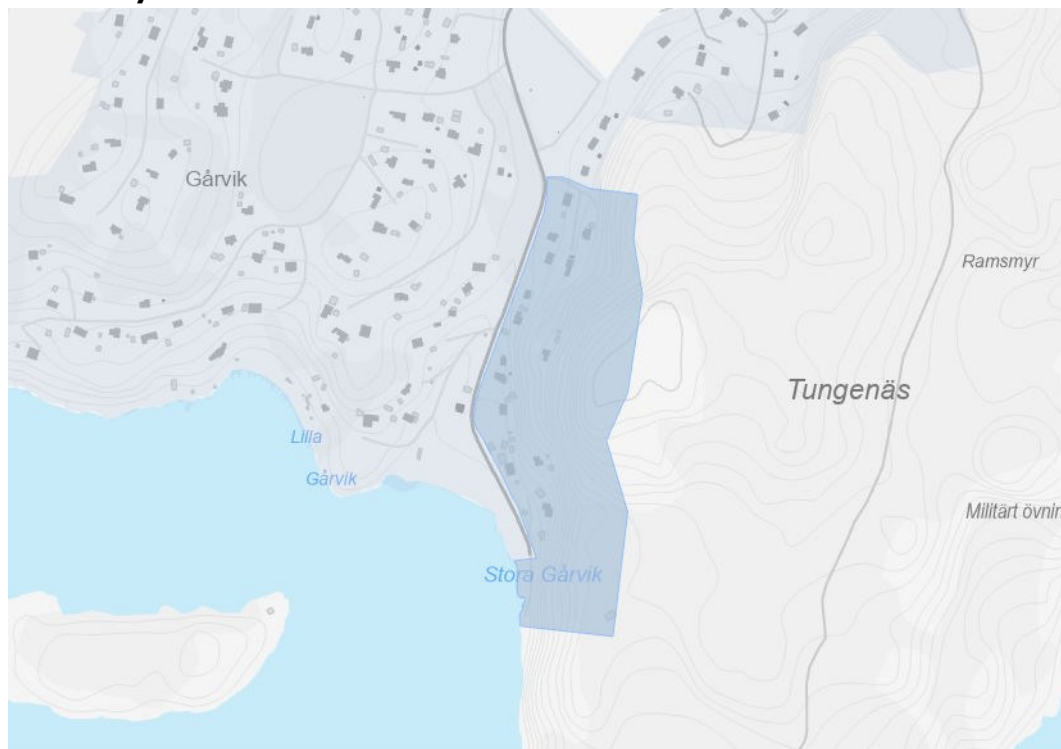 Gårvik
Ramsmyr
Tungenäs
Lilla
Gårvik
Militärt övnin
Stora Gårvik